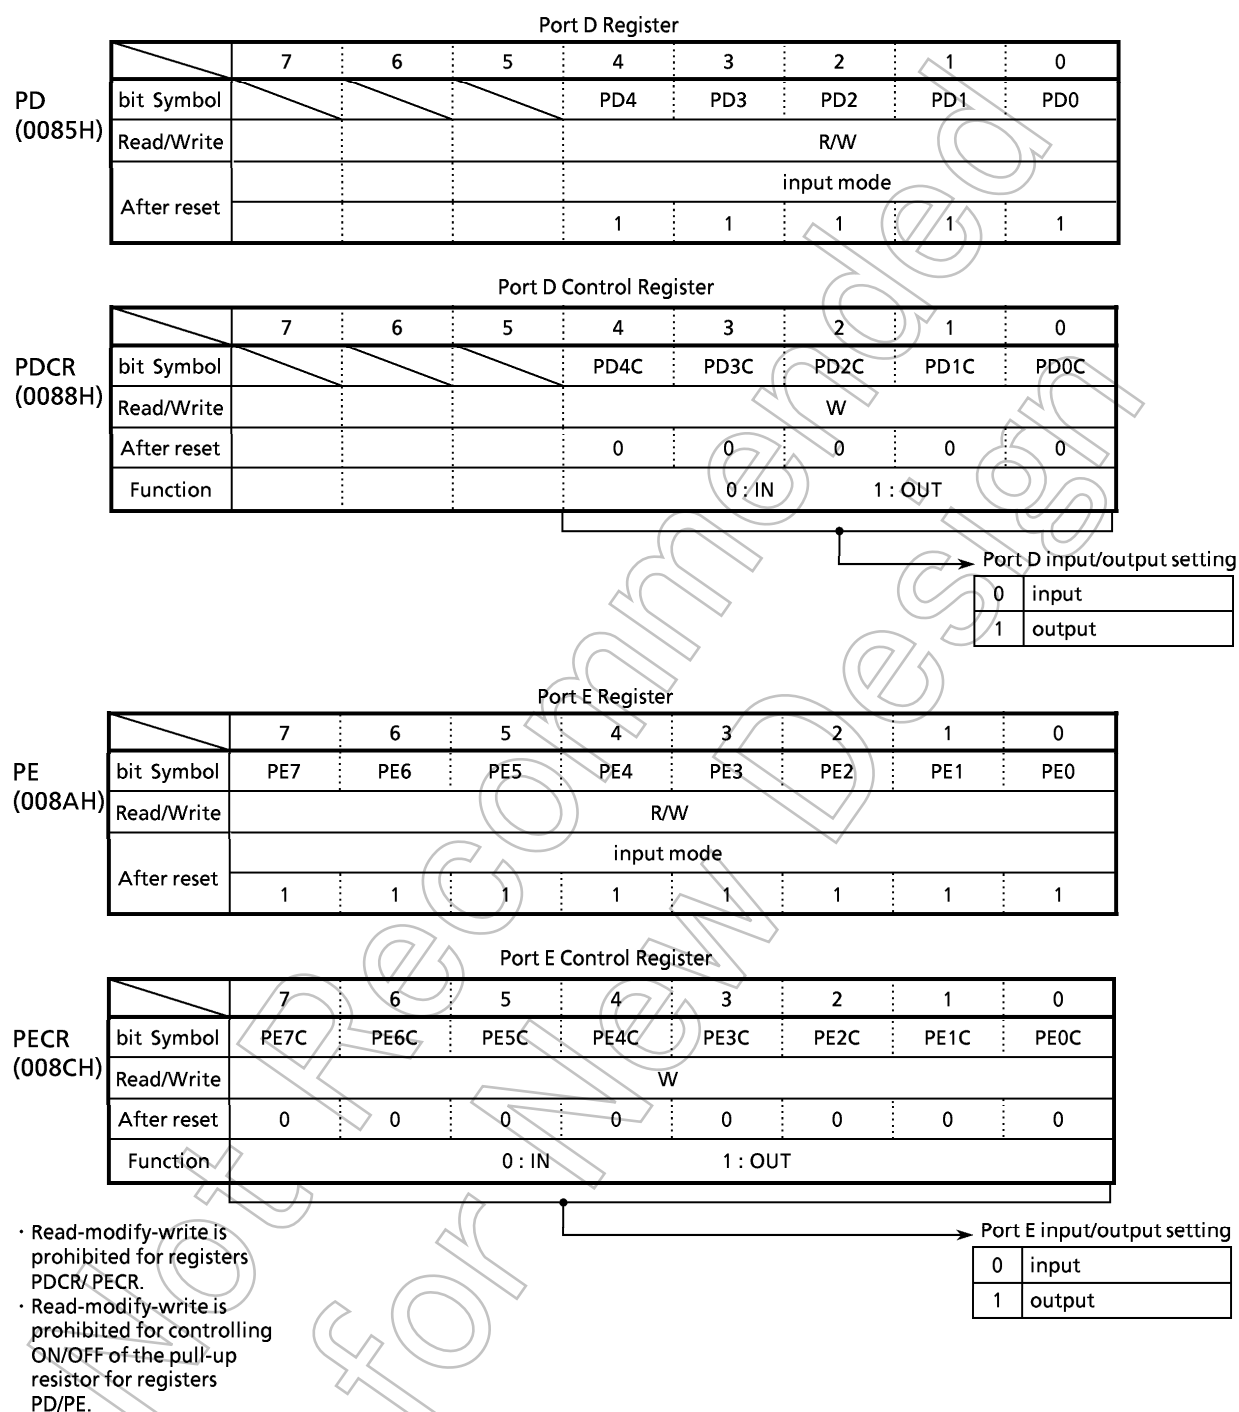 Port D Register
7 6 5 4 3 2 1 0
PD
(0085H)
bit Symbol PD4 PD3 PD2 PD1 PD0
Read/Write R/W
After reset
input mode
1 1 1 1 1
Port D Control Register
7 6 5 4 3 2 1 0
PDCR
(0088H)
bit Symbol PD4C PD3C PD2C PD1C PD0C
Read/Write W
After reset 0 0 0 0 0
Function 0 : IN 1 : OUT
Port D input/output setting
0 input
1 output
Port E Register
7 6 5 4 3 2 1 0
PE
(008AH)
bit Symbol PE7 PE6 PE5 PE4 PE3 PE2 PE1 PE0
Read/Write R/W
After reset
input mode
1 1 1 1 1 1 1 1
Port E Control Register
7 6 5 4 3 2 1 0
PECR
(008CH)
bit Symbol PE7C PE6C PE5C PE4C PE3C PE2C PE1C PE0C
Read/Write W
After reset 0 0 0 0 0 0 0 0
Function 0 : IN 1 : OUT
Port E input/output setting
0 input
1 output
· Read-modify-write is
prohibited for registers
PDCR/ PECR.
· Read-modify-write is
prohibited for controlling
ON/OFF of the pull-up
resistor for registers
PD/PE.
Not Recommended
for New Design